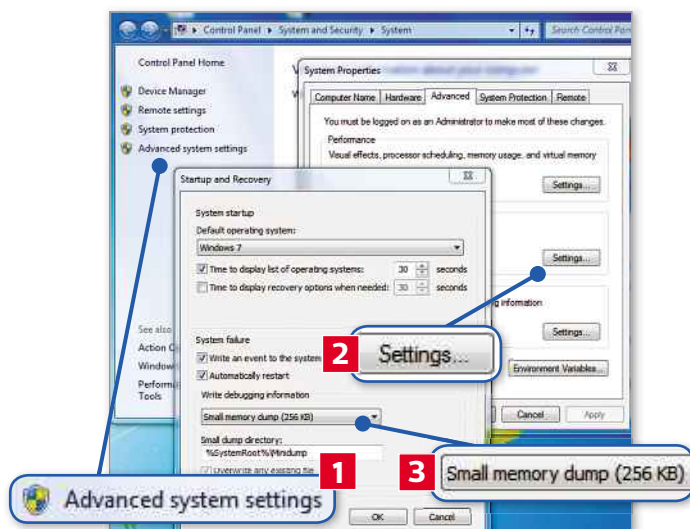 Control Panel ▸ System and Security ▸ System
Search Control Pan
Control Panel Home
Device Manager
Remote settings
System protection
Advanced system settings
See also
Action C
Window
Perform
Tools
System Properties
Computer Name Hardware Advanced System Protection Remote
You must be logged on as an Administrator to make most of these changes.
Performance
Visual effects, processor scheduling, memory usage, and virtual memory
Settings...
Settings...
g information
Settings...
Environment Variables...
Cancel Apply
Startup and Recovery
System startup
Default operating system:
Windows 7
Time to display list of operating systems: 30 seconds
Time to display recovery options when needed: 30 seconds
System failure
Write an event to the system
Automatically restart
Write debugging information
Small memory dump (256 KB)
Small dump directory:
%SystemRoot%\Minidump
Overwrite any existing file
OK Cancel
2 Settings...
1
Advanced system settings
3 Small memory dump (256 KB)